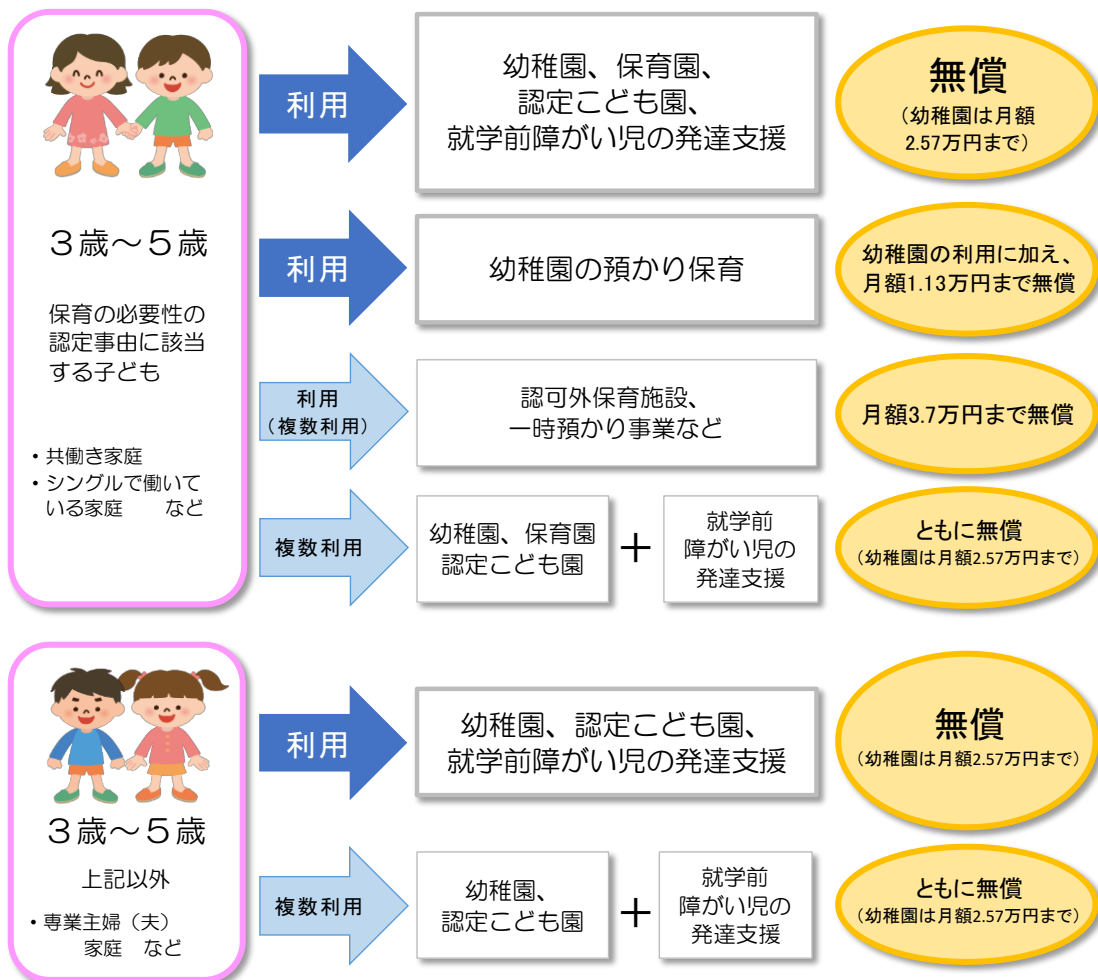 ３歳～５歳
保育の必要性の
認定事由に該当
する子ども
・共働き家庭
・シングルで働いて
いる家庭　など
利用
幼稚園、保育園、
認定こども園、
就学前障がい児の発達支援
無償
（幼稚園は月額
2.57万円まで）
利用
幼稚園の預かり保育
幼稚園の利用に加え、
月額1.13万円まで無償
利用
（複数利用）
認可外保育施設、
一時預かり事業など
月額3.7万円まで無償
複数利用
幼稚園、保育園
認定こども園
＋
就学前
障がい児の
発達支援
ともに無償
（幼稚園は月額2.57万円まで）
３歳～５歳
上記以外
・専業主婦（夫）
家庭　など
利用
幼稚園、認定こども園、
就学前障がい児の発達支援
無償
（幼稚園は月額2.57万円まで）
複数利用
幼稚園、
認定こども園
＋
就学前
障がい児の
発達支援
ともに無償
（幼稚園は月額2.57万円まで）